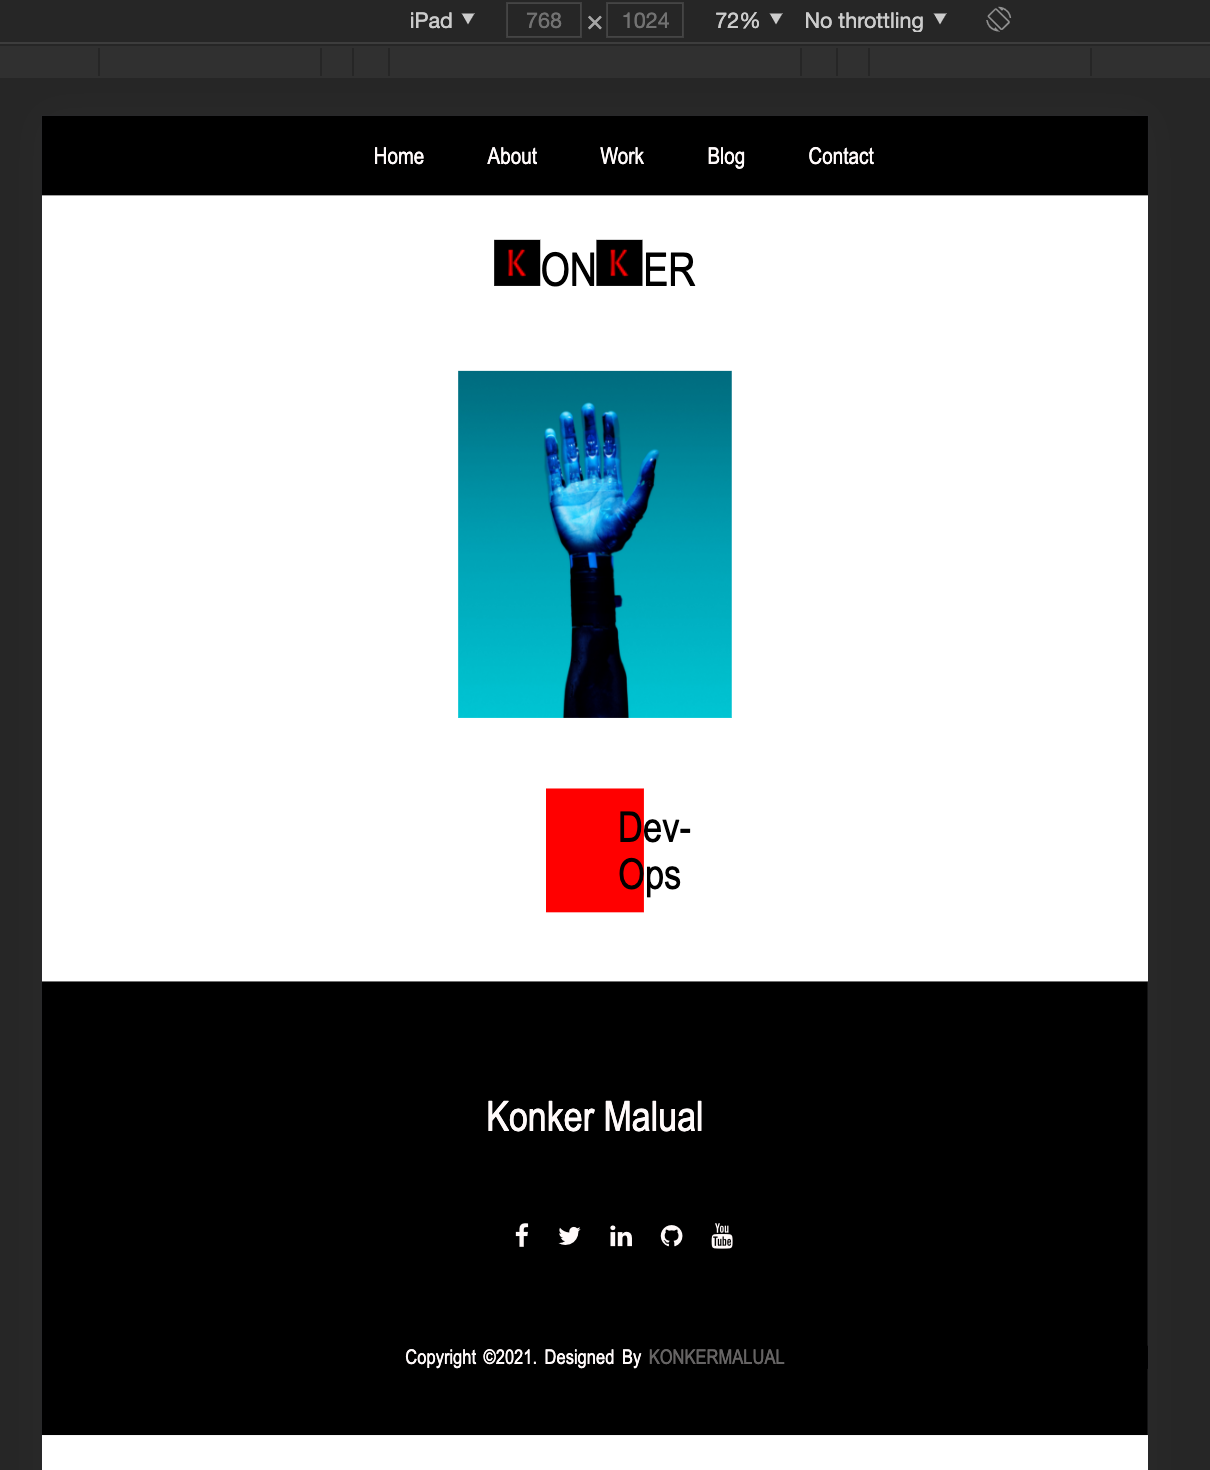 iPad ▼ 768 × 1024 72% ▼ No throttling ▼
Home About Work Blog Contact
KONKER
Dev-
Ops
Konker Malual
You
Tube
Copyright ©2021. Designed By KONKERMALUAL